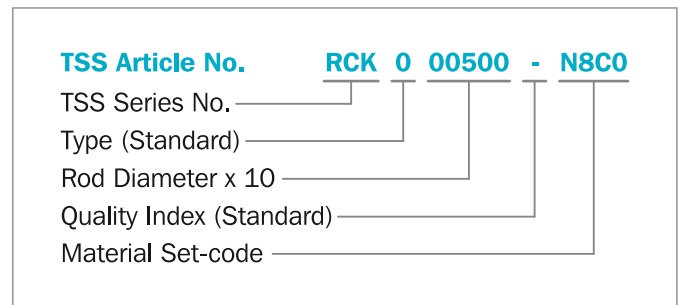 TSS Article No. RCK 0 00500 - N8C0
TSS Series No.
Type (Standard)
Rod Diameter x 10
Quality Index (Standard)
Material Set-code